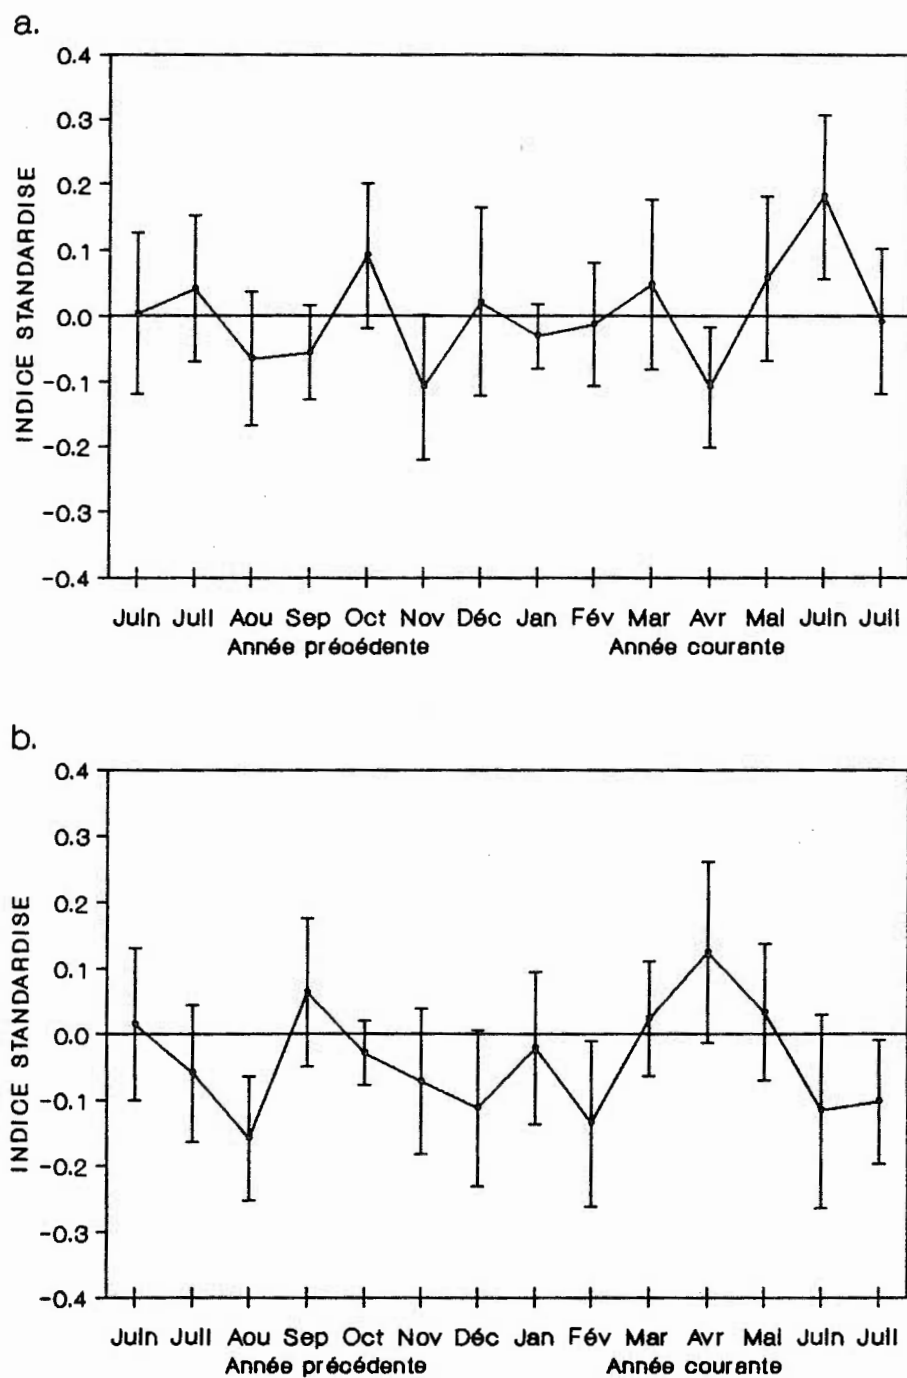 a.
INDICE STANDARDISE
0.4
0.3
0.2
0.1
0.0
-0.1
-0.2
-0.3
-0.4
Juin Juil Aou Sep Oct Nov Déc Jan Fév Mar Avr Mai Juin Juil
Année précédente Année courante
b.
INDICE STANDARDISE
0.4
0.3
0.2
0.1
0.0
-0.1
-0.2
-0.3
-0.4
Juin Juil Aou Sep Oct Nov Déc Jan Fév Mar Avr Mai Juin Juil
Année précédente Année courante